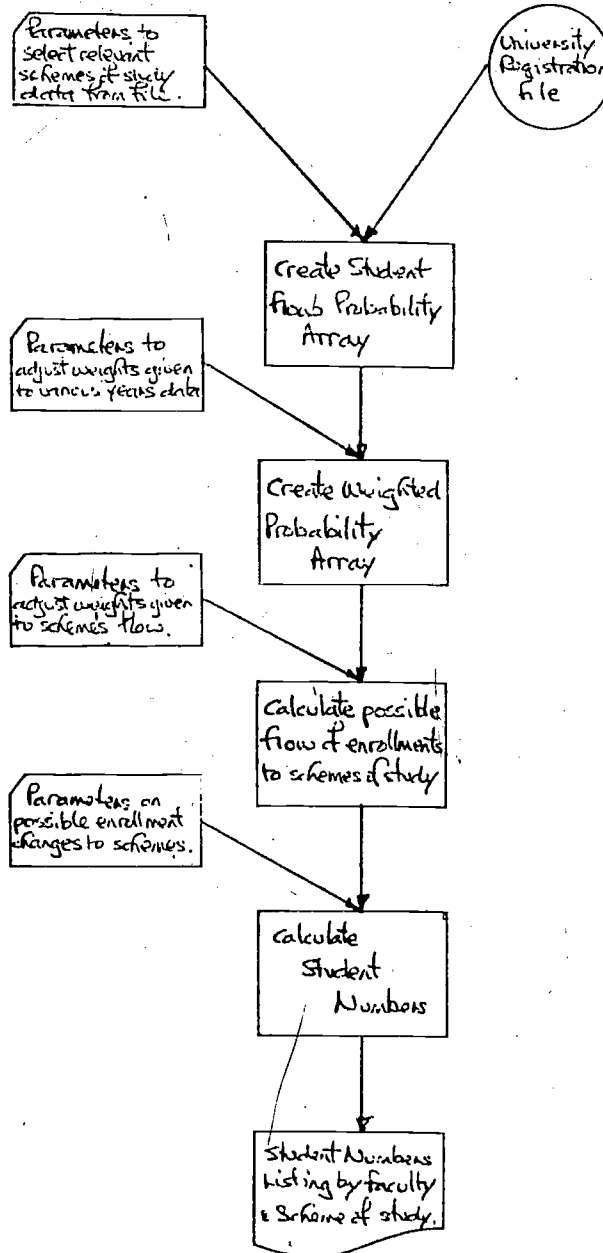 Parameters to
select relevant
schemes of study
data from file.
University
Registration
file
Create Student
flow Probability
Array
Parameters to
adjust weights given
to various years data
Create Weighted
Probability
Array
Parameters to
adjust weights given
to schemes flow.
Calculate possible
flow of enrollments
to schemes of study
Parameters on
possible enrollment
changes to schemes.
Calculate
Student
Numbers
Student Numbers
Listing by faculty
& Scheme of study.